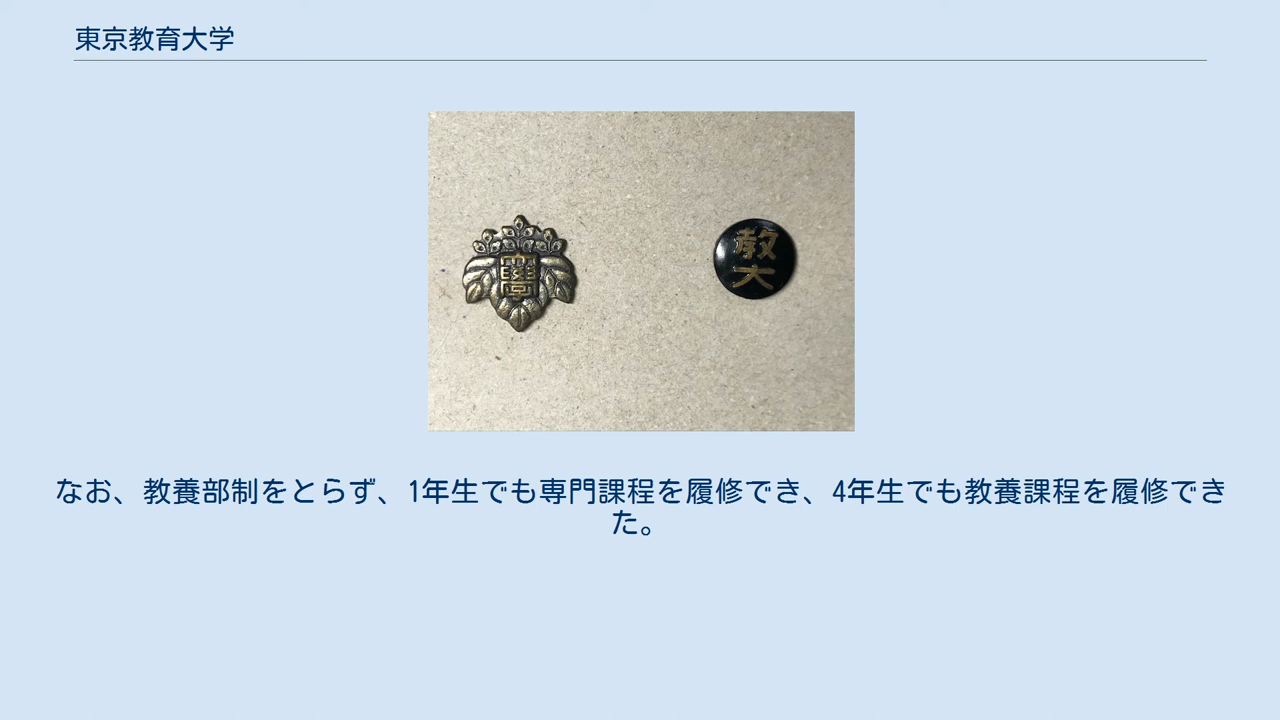 東京教育大学
教
大
なお、教養部制をとらず、1年生でも専門課程を履修でき、4年生でも教養課程を履修でき
た。